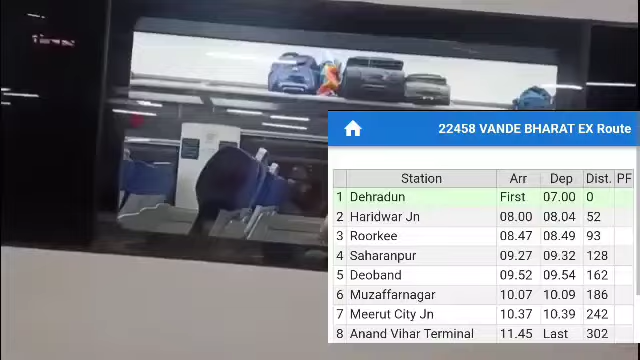 22458 VANDE BHARAT EX Route
Station Arr Dep Dist. PF
1 Dehradun First 07.00 0
2 Haridwar Jn 08.00 08.04 52
3 Roorkee 08.47 08.49 93
4 Saharanpur 09.27 09.32 128
5 Deoband 09.52 09.54 162
6 Muzaffarnagar 10.07 10.09 186
7 Meerut City Jn 10.37 10.39 242
8 Anand Vihar Terminal 11.45 Last 302